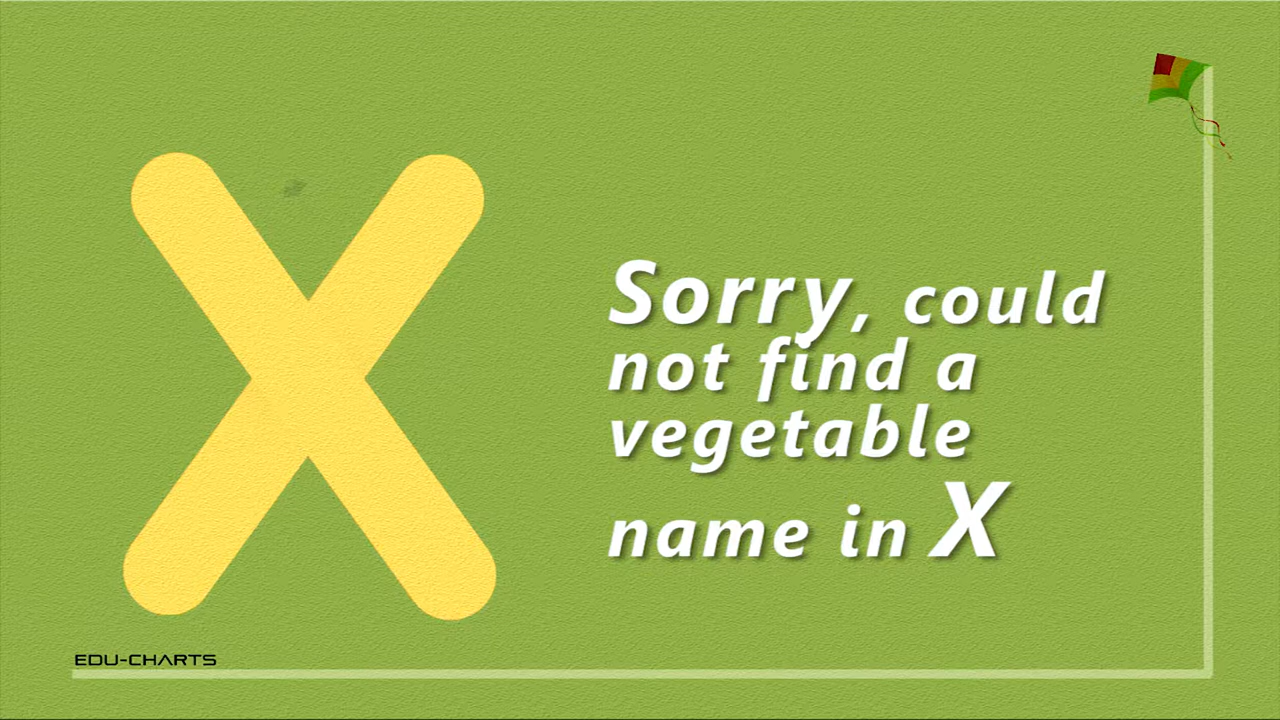 X
Sorry, could
not find a
vegetable
name in X
EDU-CHARTS